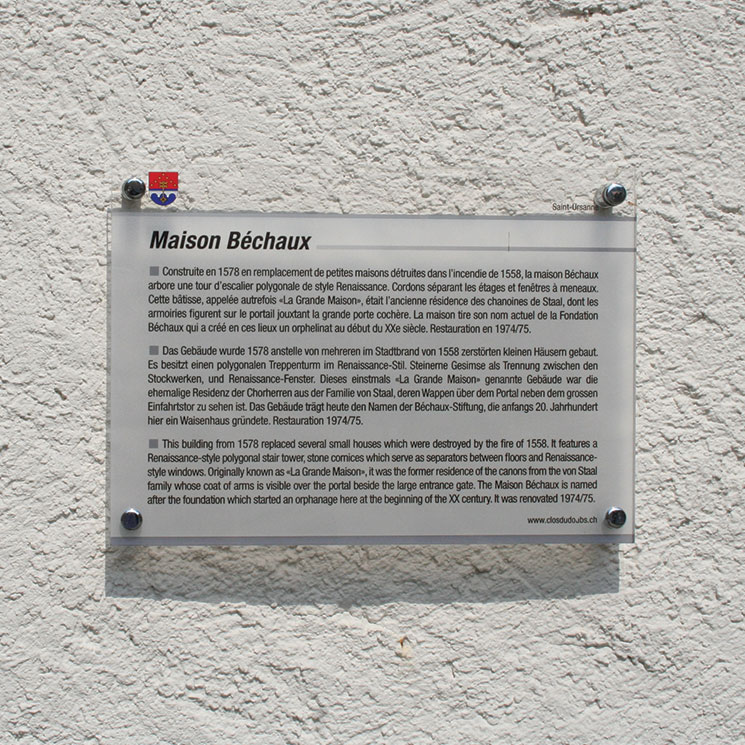 Saint-Ursanne
Maison Béchaux
Construite en 1578 en remplacement de petites maisons détruites dans l'incendie de 1558, la maison Béchaux
arbore une tour d'escalier polygonale de style Renaissance. Cordons séparant les étages et fenêtres à meneaux.
Cette bâtisse, appelée autrefois «La Grande Maison», était l'ancienne résidence des chanoines de Staal, dont les
armoiries figurent sur le portail jouxtant la grande porte cochère. La maison tire son nom actuel de la Fondation
Béchaux qui a créé en ces lieux un orphelinat au début du XXe siècle. Restauration en 1974/75.
Das Gebäude wurde 1578 anstelle von mehreren im Stadtbrand von 1558 zerstörten kleinen Häusern gebaut.
Es besitzt einen polygonalen Treppenturm im Renaissance-Stil. Steinerne Gesimse als Trennung zwischen den
Stockwerken, und Renaissance-Fenster. Dieses einstmals «La Grande Maison» genannte Gebäude war die
ehemalige Residenz der Chorherren aus der Familie von Staal, deren Wappen über dem Portal neben dem grossen
Einfahrtstor zu sehen ist. Das Gebäude trägt heute den Namen der Béchaux-Stiftung, die anfangs 20. Jahrhundert
hier ein Waisenhaus gründete. Restauration 1974/75.
This building from 1578 replaced several small houses which were destroyed by the fire of 1558. It features a
Renaissance-style polygonal stair tower, stone cornices which serve as separators between floors and Renaissance-
style windows. Originally known as «La Grande Maison», it was the former residence of the canons from the von Staal
family whose coat of arms is visible over the portal beside the large entrance gate. The Maison Béchaux is named
after the foundation which started an orphanage here at the beginning of the XX century. It was renovated 1974/75.
www.closdudoubs.ch